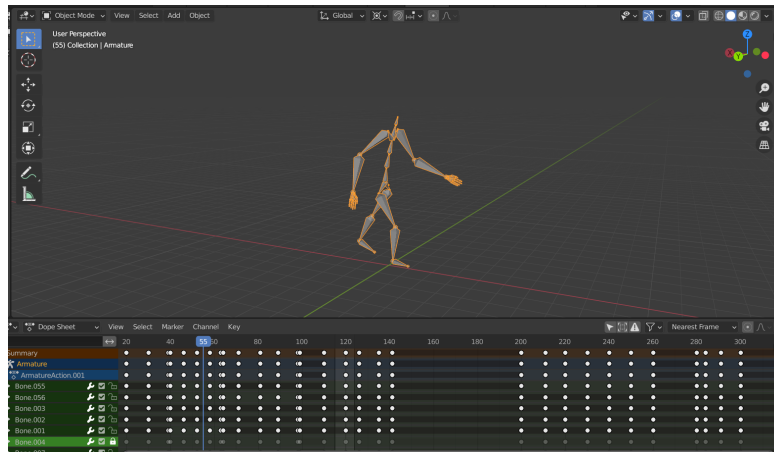 Object Mode View Select Add Object Global
User Perspective
(55) Collection | Armature
Z
Y
Dope Sheet View Select Marker Channel Key Nearest Frame
20 40 55 60 80 100 120 140 160 180 200 220 240 260 280 300
Summary
Armature
ArmatureAction.001
Bone.055
Bone.056
Bone.003
Bone.002
Bone.001
Bone.004